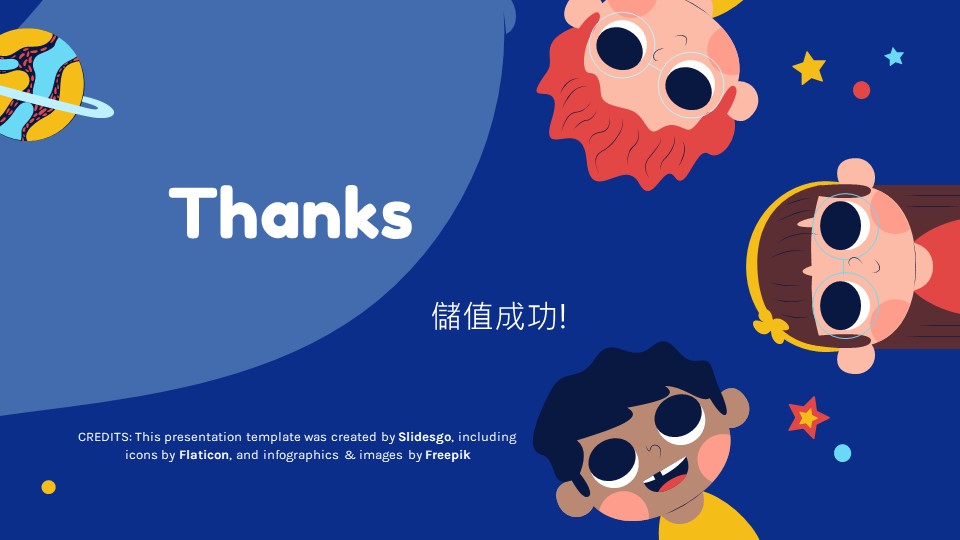 Thanks
儲值成功!
CREDITS: This presentation template was created by Slidesgo, including
icons by Flaticon, and infographics & images by Freepik